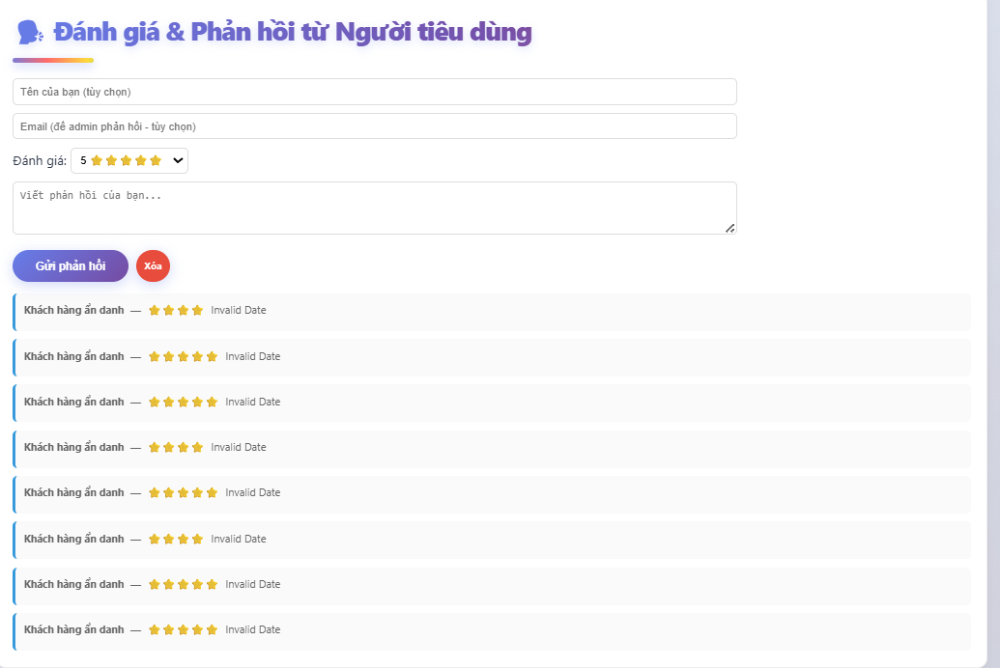 Đánh giá & Phản hồi từ Người tiêu dùng
Tên của bạn (tùy chọn)
Email (để admin phản hồi - tùy chọn)
Đánh giá: 5 ⭐⭐⭐⭐⭐
Viết phản hồi của bạn...
Gửi phản hồi Xóa
Khách hàng ẩn danh — ⭐⭐⭐⭐ Invalid Date
Khách hàng ẩn danh — ⭐⭐⭐⭐⭐ Invalid Date
Khách hàng ẩn danh — ⭐⭐⭐⭐⭐ Invalid Date
Khách hàng ẩn danh — ⭐⭐⭐⭐ Invalid Date
Khách hàng ẩn danh — ⭐⭐⭐⭐⭐ Invalid Date
Khách hàng ẩn danh — ⭐⭐⭐⭐ Invalid Date
Khách hàng ẩn danh — ⭐⭐⭐⭐⭐ Invalid Date
Khách hàng ẩn danh — ⭐⭐⭐⭐⭐ Invalid Date